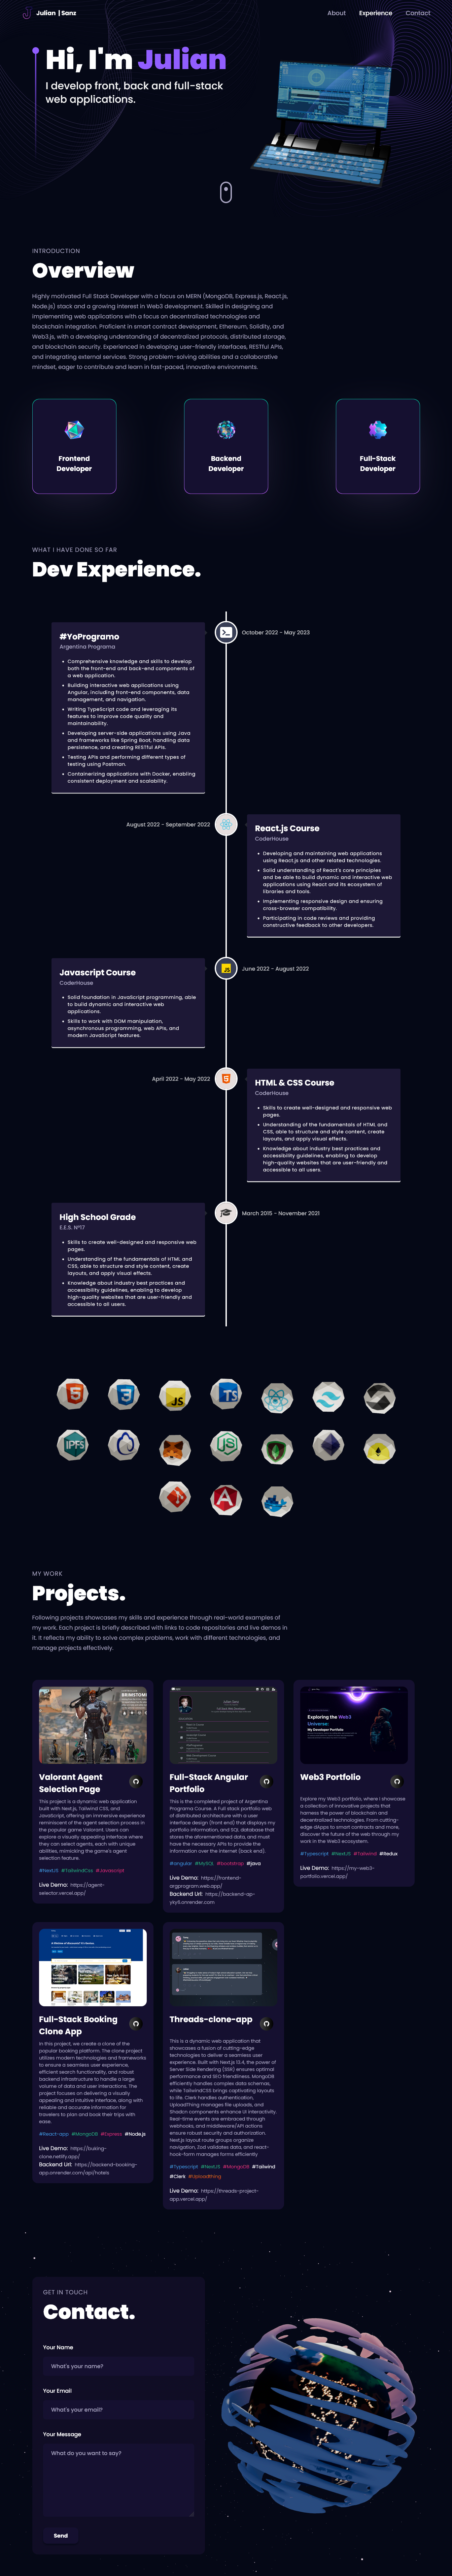 Julian | Sanz
About
Experience
Contact
Hi, I'm Julian
I develop front, back and full-stack
web applications.
INTRODUCTION
Overview
Highly motivated Full Stack Developer with a focus on MERN (MongoDB, Express.js, React.js,
Node.js) stack and a growing interest in Web3 development. Skilled in designing and
implementing web applications with a focus on decentralized technologies and
blockchain integration. Proficient in smart contract development, Ethereum, Solidity, and
Web3.js, with a developing understanding of decentralized protocols, distributed storage,
and blockchain security. Experienced in developing user-friendly interfaces, RESTful APIs,
and integrating external services. Strong problem-solving abilities and a collaborative
mindset, eager to contribute and learn in fast-paced, innovative environments.
Frontend
Developer
Backend
Developer
Full-Stack
Developer
WHAT I HAVE DONE SO FAR
Dev Experience.
#YoProgramo
Argentina Programa
Comprehensive knowledge and skills to develop
both the front-end and back-end components of
a web application.
Building interactive web applications using
Angular, including front-end components, data
management, and navigation.
Writing TypeScript code and leveraging its
features to improve code quality and
maintainability.
Developing server-side applications using Java
and frameworks like Spring Boot, handling data
persistence, and creating RESTful APIs.
Testing APIs and performing different types of
testing using Postman.
Containerizing applications with Docker, enabling
consistent deployment and scalability.
October 2022 - May 2023
August 2022 - September 2022
React.js Course
CoderHouse
Developing and maintaining web applications
using React.js and other related technologies.
Solid understanding of React's core principles
and be able to build dynamic and interactive web
applications using React and its ecosystem of
libraries and tools.
Implementing responsive design and ensuring
cross-browser compatibility.
Participating in code reviews and providing
constructive feedback to other developers.
Javascript Course
CoderHouse
Solid foundation in JavaScript programming, able
to build dynamic and interactive web
applications.
Skills to work with DOM manipulation,
asynchronous programming, web APIs, and
modern JavaScript features.
June 2022 - August 2022
April 2022 - May 2022
HTML & CSS Course
CoderHouse
Skills to create well-designed and responsive web
pages.
Understanding of the fundamentals of HTML and
CSS, able to structure and style content, create
layouts, and apply visual effects.
Knowledge about industry best practices and
accessibility guidelines, enabling to develop
high-quality websites that are user-friendly and
accessible to all users.
High School Grade
E.E.S. N°17
Skills to create well-designed and responsive web
pages.
Understanding of the fundamentals of HTML and
CSS, able to structure and style content, create
layouts, and apply visual effects.
Knowledge about industry best practices and
accessibility guidelines, enabling to develop
high-quality websites that are user-friendly and
accessible to all users.
March 2015 - November 2021
JS
TS
IPFS
MY WORK
Projects.
Following projects showcases my skills and experience through real-world examples of
my work. Each project is briefly described with links to code repositories and live demos in
it. It reflects my ability to solve complex problems, work with different technologies, and
manage projects effectively.
BRIMSTONE
Valorant Agent
Selection Page
This project is a dynamic web application
built with Next.js, Tailwind CSS, and
JavaScript, offering an immersive experience
reminiscent of the agent selection process in
the popular game Valorant. Users can
explore a visually appealing interface where
they can select agents, each with unique
abilities, mimicking the game's agent
selection feature.
#NextJS #TailwindCss #Javascript
Live Demo: https://agent-
selector.vercel.app/
Full-Stack Angular
Portfolio
This is the completed project of Argentina
Programa Course. A Full stack portfolio web
of distributed design (front end) that displays
my portfolio information, and SQL databases
that stores the mentioned data, and it also
has the necessary APIs to provide the
information over the internet (back end).
#angular #MySQL #bootstrap #java
Live Demo: https://frontend-
argprogram.web.app/
Backend Url: https://backend-ap-
yky5.onrender.com
Exploring the Web3
Universe:
My Developer Portfolio
Web3 Portfolio
Explore my Web3 portfolio, where I showcase
a collection of innovative projects that
harness the power of blockchain and
decentralized technologies. From cutting-
edge dApps to smart contracts and more,
discover the future of the web through my
work in the Web3 ecosystem.
#Typescript #NextJS #Tailwind #Redux
Live Demo: https://my-web3-
portfolio.vercel.app/
Full-Stack Booking
Clone App
In this project, we create a clone of the
popular booking platform. The clone project
utilizes modern technologies and frameworks
to ensure a seamless user experience,
efficient search functionality, and robust
backend infrastructure to handle a large
volume of data and user interactions. The
project focuses on delivering a visually
appealing and intuitive interface, along with
reliable and accurate information for
travelers to plan and book their trips with
ease.
#React-app #MongoDB #Express #Node.js
Live Demo: https://buking-
clone.netlify.app/
Backend Url: https://backend-booking-
app.onrender.com/api/hotels
Threads-clone-app
This is a dynamic web application that
showcases a fusion of cutting-edge
technologies to deliver a seamless user
experience. Built with Next.js 13.4, the power of
Server Side Rendering (SSR) ensures optimal
performance and SEO friendliness. MongoDB
efficiently handles complex data schemas,
while TailwindCSS brings captivating layouts
to life. Clerk handles authentication,
UploadThing manages file uploads, and
Shadcn components enhance UI interactivity.
Real-time events are embraced through
webhooks, and middleware/API actions
ensure robust security and authorization.
Next.js layout route groups organize
navigation, Zod validates data, and react-
hook-form manages forms efficiently
#Typescript #NextJS #MongoDB #Tailwind
#Clerk #Uploadthing
Live Demo: https://threads-project-
app.vercel.app/
GET IN TOUCH
Contact.
Your Name
What's your name?
Your Email
What's your email?
Your Message
What do you want to say?
Send